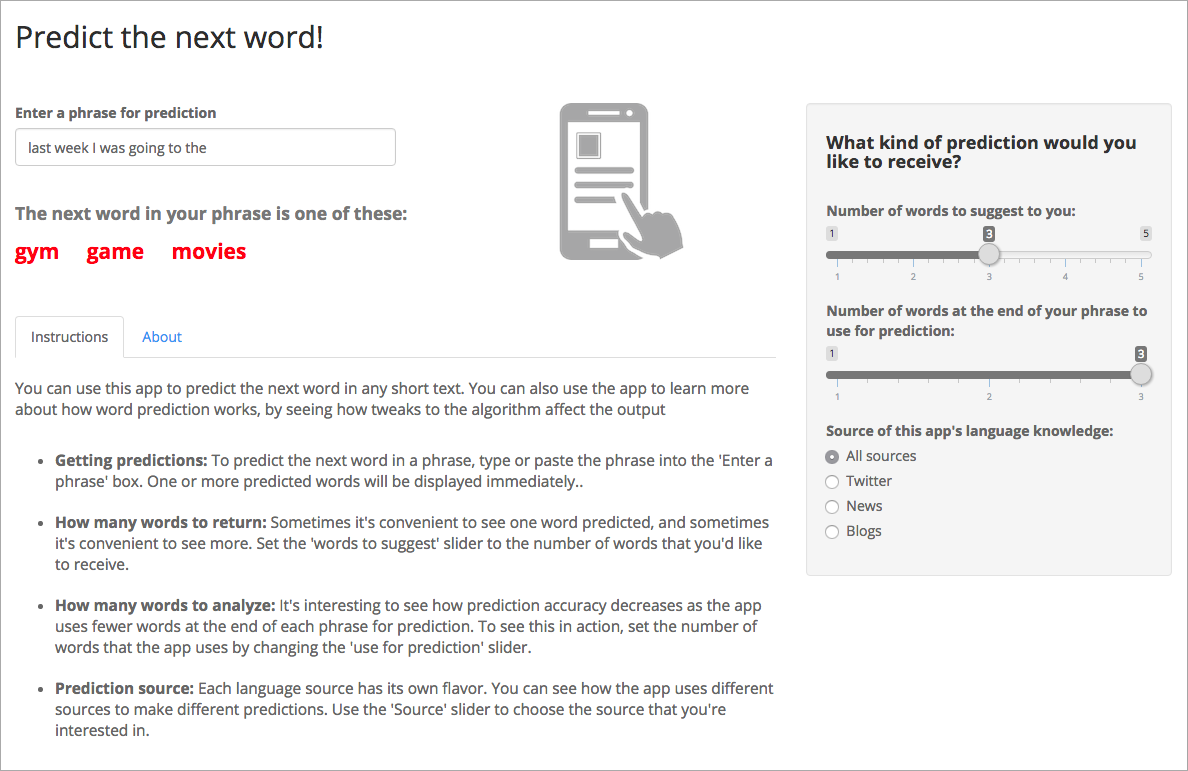 Predict the next word!
Enter a phrase for prediction
last week I was going to the
The next word in your phrase is one of these:
gym game movies
Instructions About
You can use this app to predict the next word in any short text. You can also use the app to learn more
about how word prediction works, by seeing how tweaks to the algorithm affect the output
• Getting predictions: To predict the next word in a phrase, type or paste the phrase into the 'Enter a
phrase' box. One or more predicted words will be displayed immediately..
• How many words to return: Sometimes it's convenient to see one word predicted, and sometimes
it's convenient to see more. Set the 'words to suggest' slider to the number of words that you'd like
to receive.
• How many words to analyze: It's interesting to see how prediction accuracy decreases as the app
uses fewer words at the end of each phrase for prediction. To see this in action, set the number of
words that the app uses by changing the 'use for prediction' slider.
• Prediction source: Each language source has its own flavor. You can see how the app uses different
sources to make different predictions. Use the 'Source' slider to choose the source that you're
interested in.
What kind of prediction would you
like to receive?
Number of words to suggest to you:
1 3 5
1 2 3 4 5
Number of words at the end of your phrase to
use for prediction:
1 3
1 2 3
Source of this app's language knowledge:
All sources
Twitter
News
Blogs